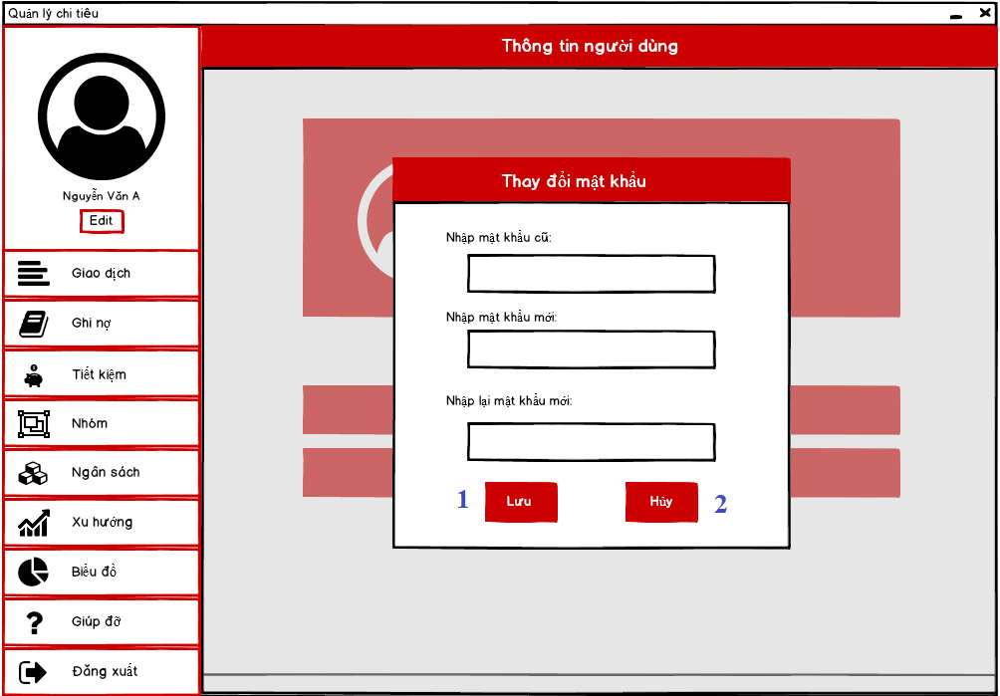 Quản lý chi tiêu
Thông tin người dùng
Nguyễn Văn A
Edit
Giao dịch
Ghi nợ
Tiết kiệm
Nhóm
Ngân sách
Xu hướng
Biểu đồ
Giúp đỡ
Đăng xuất
Thay đổi mật khẩu
Nhập mật khẩu cũ:
Nhập mật khẩu mới:
Nhập lại mật khẩu mới:
1 Lưu Hủy 2